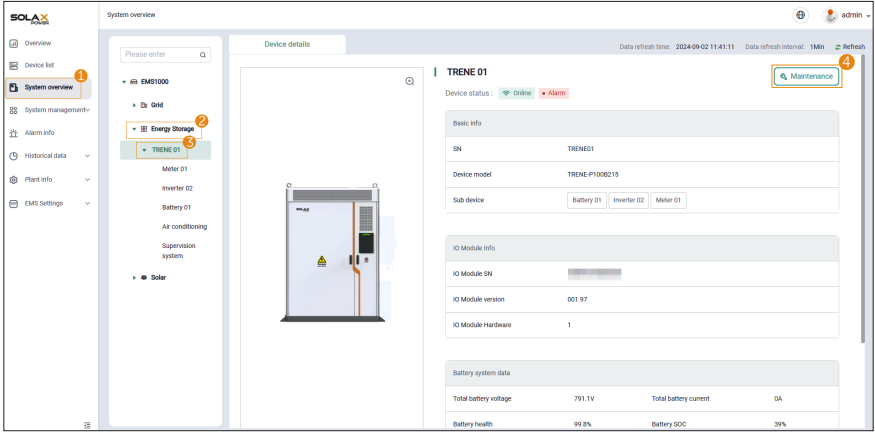 SOLAX
POWER
System overview
admin
Overview
Device list
System overview
1
System management
Alarm info
Historical data
Plant info
EMS Settings
Please enter
EMS1000
Grid
Energy Storage
2
TRENE 01
3
Meter 01
Inverter 02
Battery 01
Air conditioning
Supervision
system
Solar
Device details
Data refresh time: 2024-09-02 11:41:11 Data refresh interval: 1Min Refresh
SOLAX
TRENE 01
4
Maintenance
Device status : Online Alarm
Basic info
SN TRENE01
Device model TRENE-P100B215
Sub device Battery 01 Inverter 02 Meter 01
IO Module Info
IO Module SN
IO Module version 001.97
IO Module Hardware 1
Battery system data
Total battery voltage 791.1V Total battery current 0A
Battery health 99.8% Battery SOC 39%